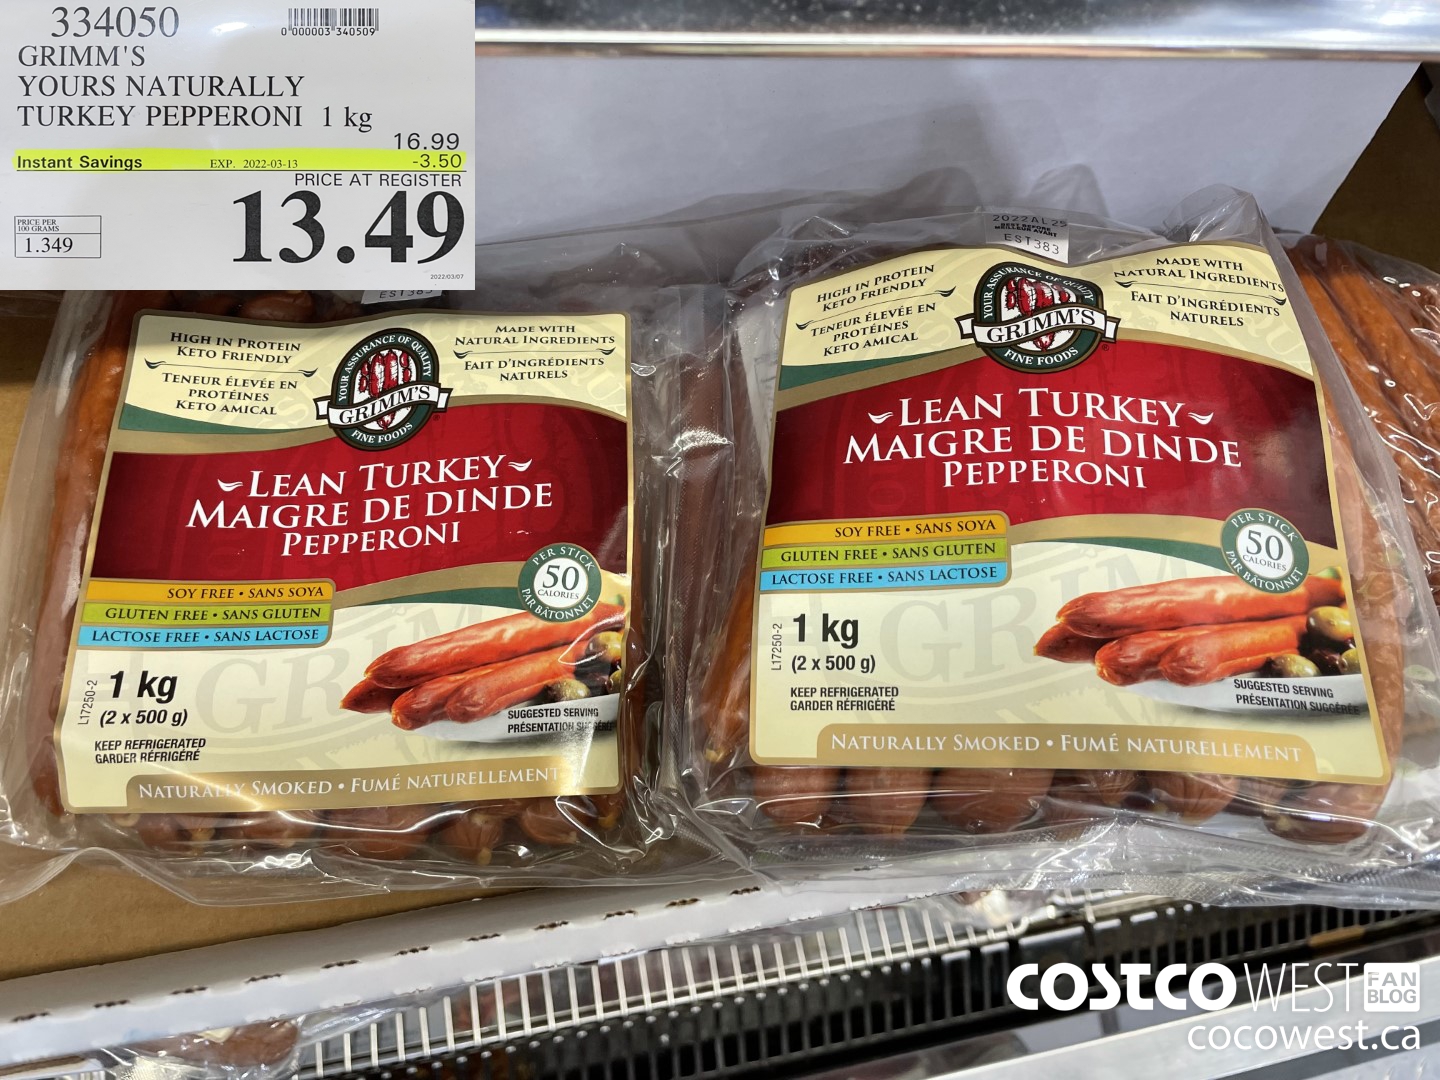 334050
0 000003 340509
GRIMM'S
YOURS NATURALLY
TURKEY PEPPERONI 1 kg
16.99
Instant Savings EXP. 2022-03-13 -3.50
PRICE AT REGISTER
13.49
PRICE PER
100 GRAMS
1.349
2022/03/07
HIGH IN PROTEIN
KETO FRIENDLY
TENEUR ÉLEVÉE EN
PROTÉINES
KETO AMICAL
YOUR ASSURANCE OF QUALITY
GRIMM'S
FINE FOODS
MADE WITH
NATURAL INGREDIENTS
FAIT D'INGRÉDIENTS
NATURELS
LEAN TURKEY
MAIGRE DE DINDE
PEPPERONI
SOY FREE • SANS SOYA
GLUTEN FREE • SANS GLUTEN
LACTOSE FREE • SANS LACTOSE
PER STICK
50
CALORIES
PAR BÂTONNET
L17250-2
1 kg
(2 x 500 g)
KEEP REFRIGERATED
GARDER RÉFRIGÉRÉ
SUGGESTED SERVING
PRÉSENTATION SUGGÉRÉE
NATURALLY SMOKED • FUMÉ NATURELLEMENT
2022AL25
BEST BEFORE
MEILLEUR AVANT
EST383
HIGH IN PROTEIN
KETO FRIENDLY
TENEUR ÉLEVÉE EN
PROTÉINES
KETO AMICAL
YOUR ASSURANCE OF QUALITY
GRIMM'S
FINE FOODS
MADE WITH
NATURAL INGREDIENTS
FAIT D'INGRÉDIENTS
NATURELS
LEAN TURKEY
MAIGRE DE DINDE
PEPPERONI
SOY FREE • SANS SOYA
GLUTEN FREE • SANS GLUTEN
LACTOSE FREE • SANS LACTOSE
PER STICK
50
CALORIES
PAR BÂTONNET
L17250-2
1 kg
(2 x 500 g)
KEEP REFRIGERATED
GARDER RÉFRIGÉRÉ
SUGGESTED SERVING
PRÉSENTATION SUGGÉRÉE
NATURALLY SMOKED • FUMÉ NATURELLEMENT
COSTCO WEST FAN
BLOG
cocowest.ca